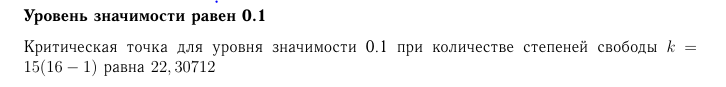 Уровень значимости равен 0.1
Критическая точка для уровня значимости 0.1 при количестве степеней свободы k =
15(16 − 1) равна 22, 30712